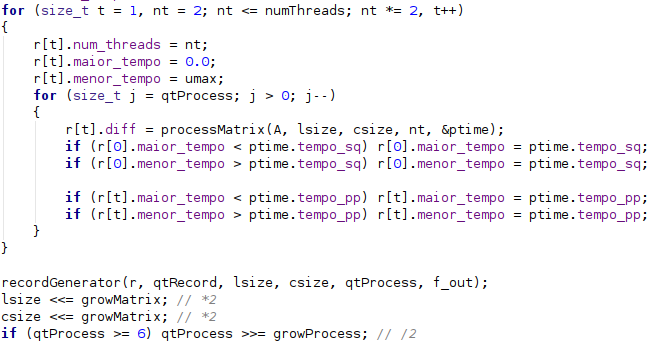 for (size_t t = 1, nt = 2; nt <= numThreads; nt *= 2, t++)
{
    r[t].num_threads = nt;
    r[t].maior_tempo = 0.0;
    r[t].menor_tempo = umax;
    for (size_t j = qtProcess; j > 0; j--)
    {
        r[t].diff = processMatrix(A, lsize, csize, nt, &ptime);
        if (r[0].maior_tempo < ptime.tempo_sq) r[0].maior_tempo = ptime.tempo_sq;
        if (r[0].menor_tempo > ptime.tempo_sq) r[0].menor_tempo = ptime.tempo_sq;

        if (r[t].maior_tempo < ptime.tempo_pp) r[t].maior_tempo = ptime.tempo_pp;
        if (r[t].menor_tempo > ptime.tempo_pp) r[t].menor_tempo = ptime.tempo_pp;
    }
}

recordGenerator(r, qtRecord, lsize, csize, qtProcess, f_out);
lsize <<= growMatrix; // *2
csize <<= growMatrix; // *2
if (qtProcess >= 6) qtProcess >>= growProcess; // /2